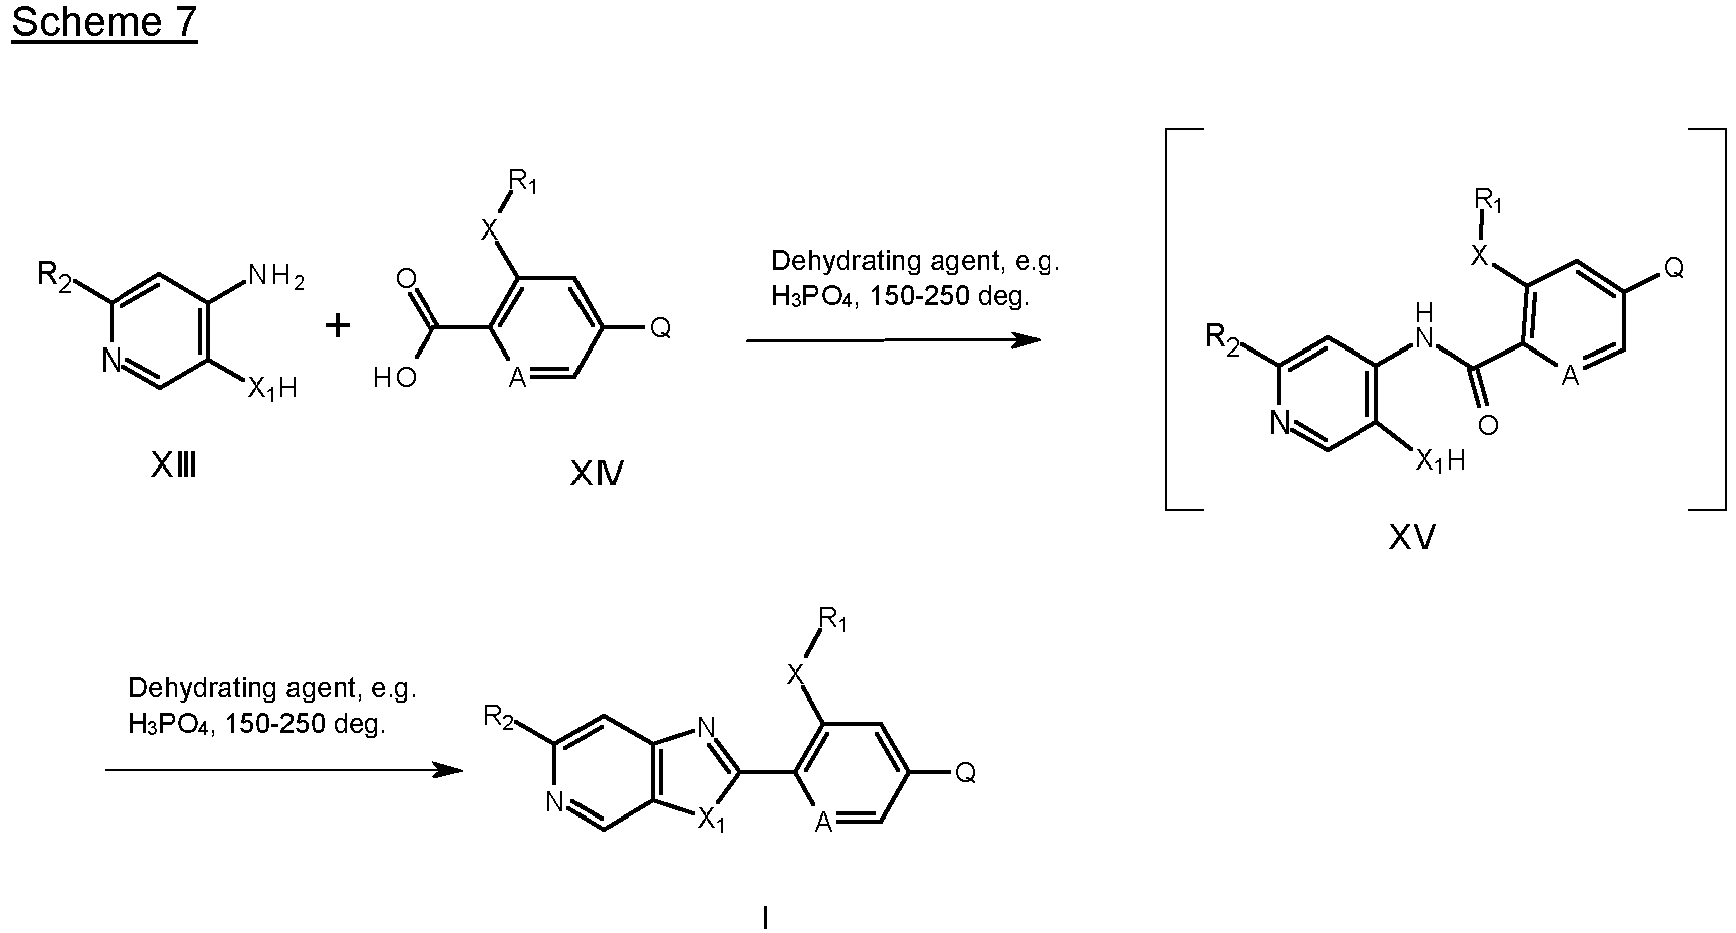 Scheme 7
R1
X
R2
NH2
O
+
Q
N
HO
A
X1H
XIII
XIV
Dehydrating agent, e.g.
H3PO4, 150-250 deg.
R1
X
Q
H
N
R2
A
N
O
X1H
XV
Dehydrating agent, e.g.
H3PO4, 150-250 deg.
R1
X
R2
N
Q
N
X1
A
I